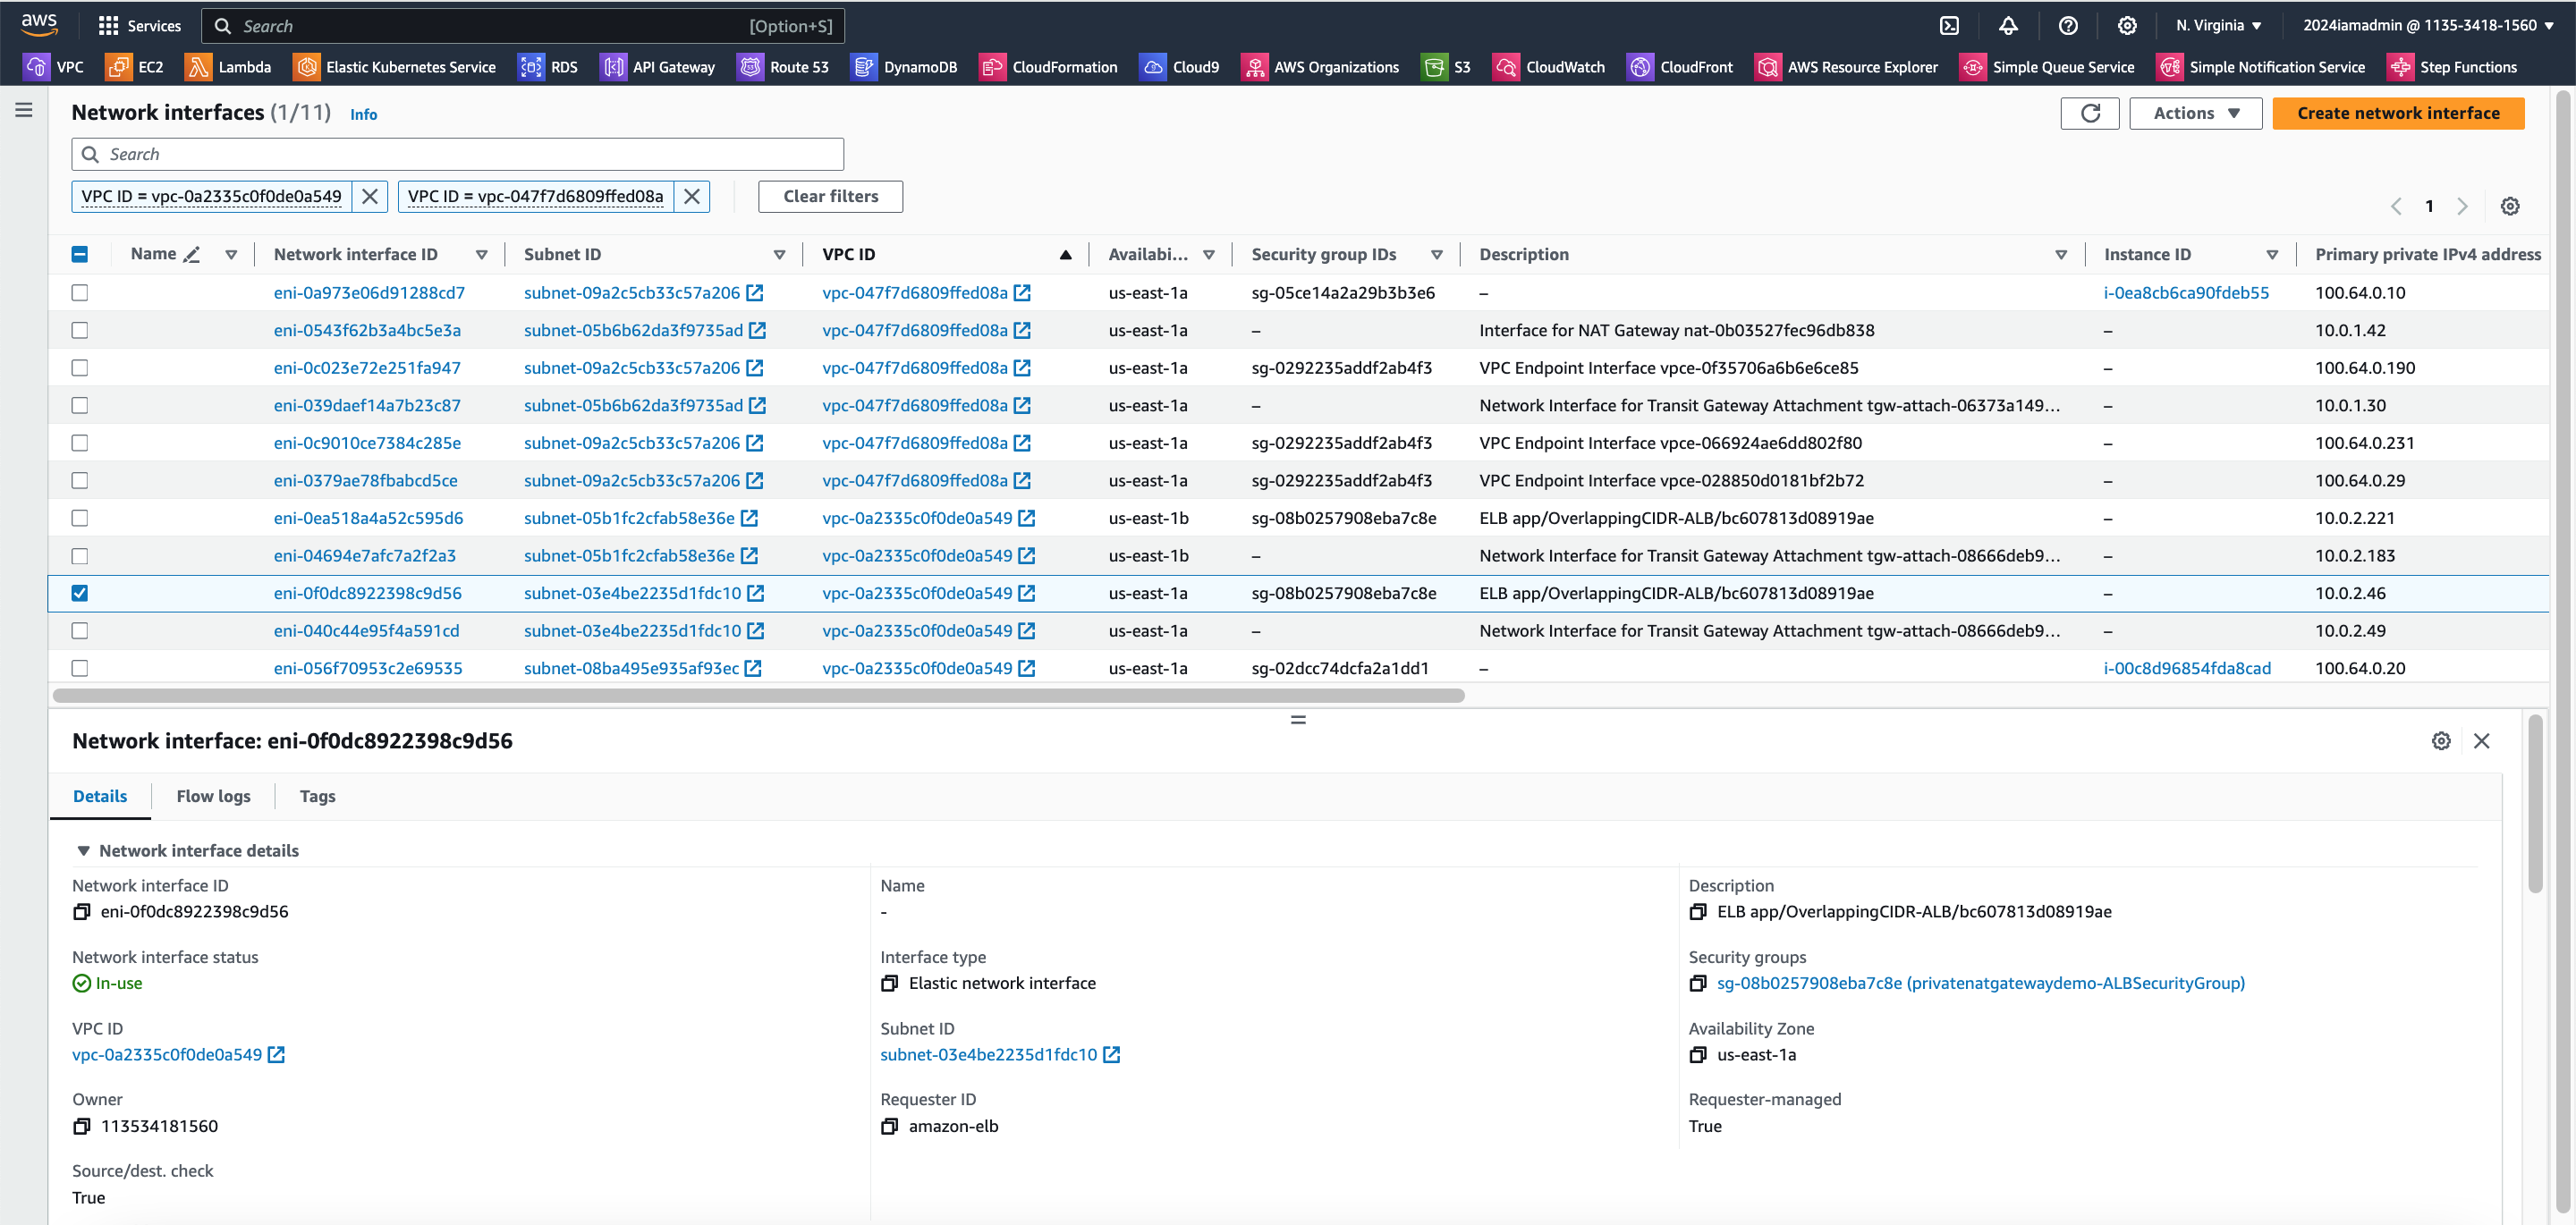 aws Services Search [Option+S] N. Virginia ▼ 2024iamadmin @ 1135-3418-1560 ▼
VPC EC2 Lambda Elastic Kubernetes Service RDS API Gateway Route 53 DynamoDB CloudFormation Cloud9 AWS Organizations S3 CloudWatch CloudFront AWS Resource Explorer Simple Queue Service Simple Notification Service Step Functions
Network interfaces (1/11) Info Actions ▼ Create network interface
Search
VPC ID = vpc-0a2335c0f0de0a549 VPC ID = vpc-047f7d6809ffed08a Clear filters 1
Name Network interface ID Subnet ID VPC ID Availabi... Security group IDs Description Instance ID Primary private IPv4 address
eni-0a973e06d91288cd7 subnet-09a2c5cb33c57a206 vpc-047f7d6809ffed08a us-east-1a sg-05ce14a2a29b3b3e6 – i-0ea8cb6ca90fdeb55 100.64.0.10
eni-0543f62b3a4bc5e3a subnet-05b6b62da3f9735ad vpc-047f7d6809ffed08a us-east-1a – Interface for NAT Gateway nat-0b03527fec96db838 – 10.0.1.42
eni-0c023e72e251fa947 subnet-09a2c5cb33c57a206 vpc-047f7d6809ffed08a us-east-1a sg-0292235addf2ab4f3 VPC Endpoint Interface vpce-0f35706a6b6e6ce85 – 100.64.0.190
eni-039daef14a7b23c87 subnet-05b6b62da3f9735ad vpc-047f7d6809ffed08a us-east-1a – Network Interface for Transit Gateway Attachment tgw-attach-06373a149... – 10.0.1.30
eni-0c9010ce7384c285e subnet-09a2c5cb33c57a206 vpc-047f7d6809ffed08a us-east-1a sg-0292235addf2ab4f3 VPC Endpoint Interface vpce-066924ae6dd802f80 – 100.64.0.231
eni-0379ae78fbabcd5ce subnet-09a2c5cb33c57a206 vpc-047f7d6809ffed08a us-east-1a sg-0292235addf2ab4f3 VPC Endpoint Interface vpce-028850d0181bf2b72 – 100.64.0.29
eni-0ea518a4a52c595d6 subnet-05b1fc2cfab58e36e vpc-0a2335c0f0de0a549 us-east-1b sg-08b0257908eba7c8e ELB app/OverlappingCIDR-ALB/bc607813d08919ae – 10.0.2.221
eni-04694e7afc7a2f2a3 subnet-05b1fc2cfab58e36e vpc-0a2335c0f0de0a549 us-east-1b – Network Interface for Transit Gateway Attachment tgw-attach-08666deb9... – 10.0.2.183
eni-0f0dc8922398c9d56 subnet-03e4be2235d1fdc10 vpc-0a2335c0f0de0a549 us-east-1a sg-08b0257908eba7c8e ELB app/OverlappingCIDR-ALB/bc607813d08919ae – 10.0.2.46
eni-040c44e95f4a591cd subnet-03e4be2235d1fdc10 vpc-0a2335c0f0de0a549 us-east-1a – Network Interface for Transit Gateway Attachment tgw-attach-08666deb9... – 10.0.2.49
eni-056f70953c2e69535 subnet-08ba495e935af93ec vpc-0a2335c0f0de0a549 us-east-1a sg-02dcc74dcfa2a1dd1 – i-00c8d96854fda8cad 100.64.0.20
Network interface: eni-0f0dc8922398c9d56
Details Flow logs Tags
▼ Network interface details
Network interface ID Name Description
eni-0f0dc8922398c9d56 - ELB app/OverlappingCIDR-ALB/bc607813d08919ae
Network interface status Interface type Security groups
In-use Elastic network interface sg-08b0257908eba7c8e (privatenatgatewaydemo-ALBSecurityGroup)
VPC ID Subnet ID Availability Zone
vpc-0a2335c0f0de0a549 subnet-03e4be2235d1fdc10 us-east-1a
Owner Requester ID Requester-managed
113534181560 amazon-elb True
Source/dest. check
True